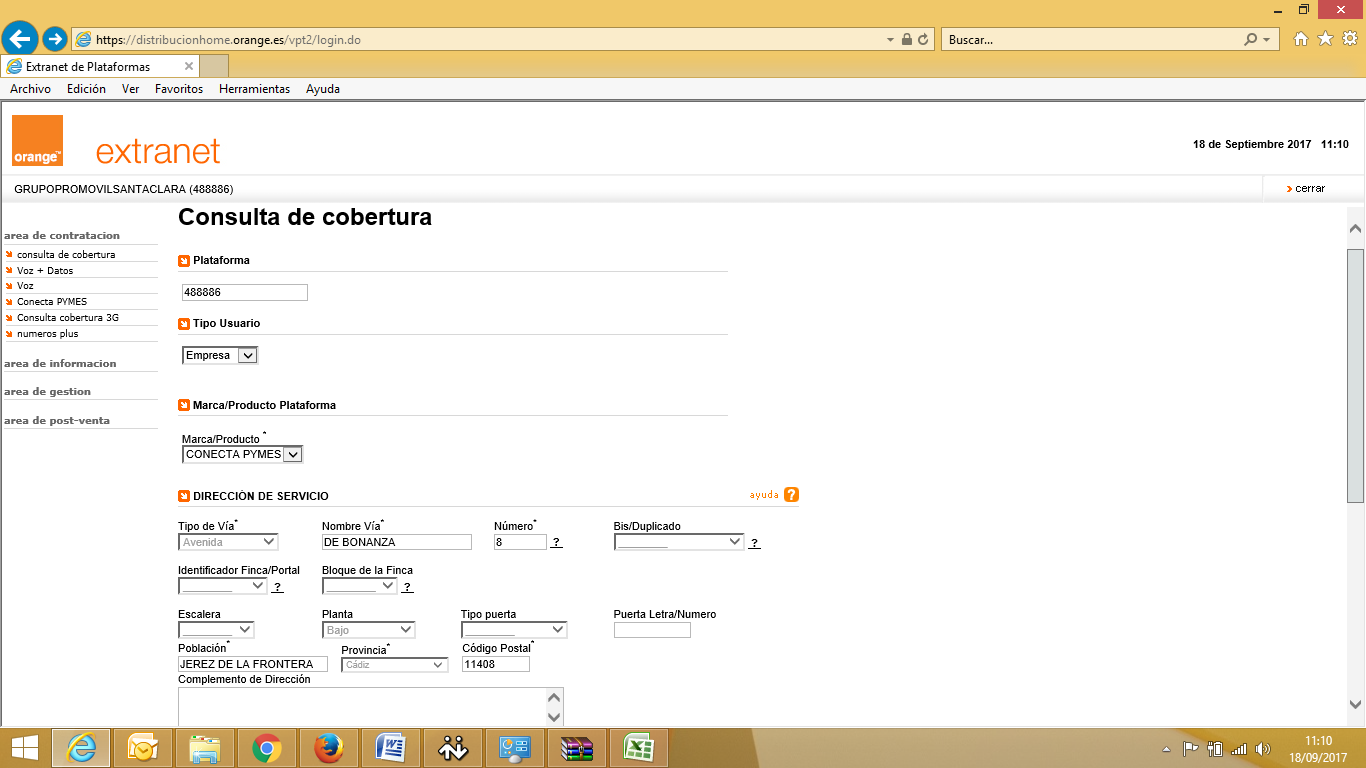 https://distribucionhome.orange.es/vpt2/login.do
Buscar...
Extranet de Plataformas
Archivo Edición Ver Favoritos Herramientas Ayuda
orange™
extranet
18 de Septiembre 2017 11:10
GRUPOPROMOVILSANTACLARA (488886)
cerrar
area de contratacion
consulta de cobertura
Voz + Datos
Voz
Conecta PYMES
Consulta cobertura 3G
numeros plus
area de informacion
area de gestion
area de post-venta
Consulta de cobertura
Plataforma
488886
Tipo Usuario
Empresa
Marca/Producto Plataforma
Marca/Producto *
CONECTA PYMES
DIRECCIÓN DE SERVICIO
ayuda ?
Tipo de Vía* Nombre Vía* Número* Bis/Duplicado
Avenida DE BONANZA 8 ? ?
Identificador Finca/Portal Bloque de la Finca
? ?
Escalera Planta Tipo puerta Puerta Letra/Numero
Bajo
Población* Provincia* Código Postal*
JEREZ DE LA FRONTERA Cádiz 11408
Complemento de Dirección
11:10
18/09/2017